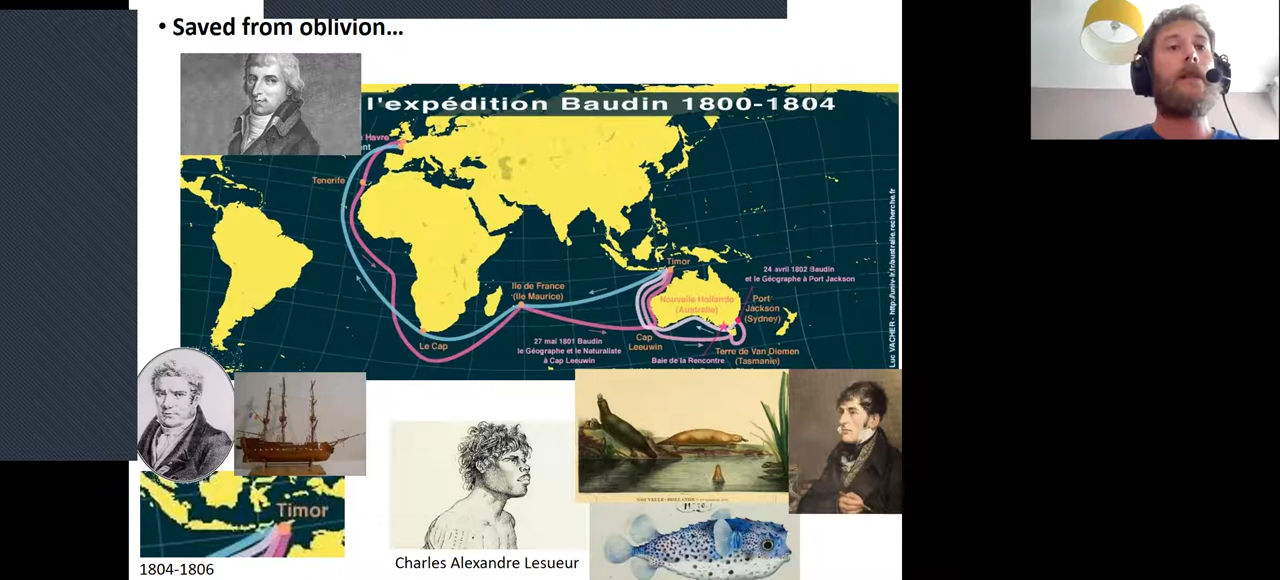 • Saved from oblivion...
l'expédition Baudin 1800-1804
Havre
Tenerife
Timor
24 avril 1802 Baudin
et le Géographe à Port Jackson
Ile de France
(Ile Maurice)
Nouvelle Hollande
(Australie)
Port
Jackson
(Sydney)
Le Cap
27 mai 1801 Baudin
le Géographe et le Naturaliste
à Cap Leeuwin
Cap
Leeuwin
Baie de la Rencontre
Terre de Van Diemen
(Tasmanie)
Luc VACHER - http://univ-lr.fr/australie.recherche.fr
NOUVELLE-HOLLANDE
Timor
Charles Alexandre Lesueur
1804-1806